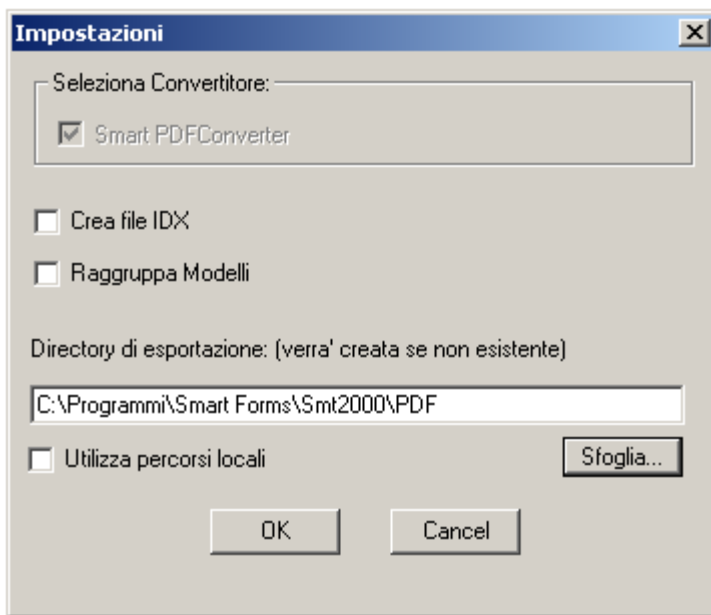 Impostazioni
Seleziona Convertitore:
Smart PDFConverter
Crea file IDX
Raggruppa Modelli
Directory di esportazione: (verra' creata se non esistente)
C:\Programmi\Smart Forms\Smt2000\PDF
Utilizza percorsi locali
Sfoglia...
OK
Cancel